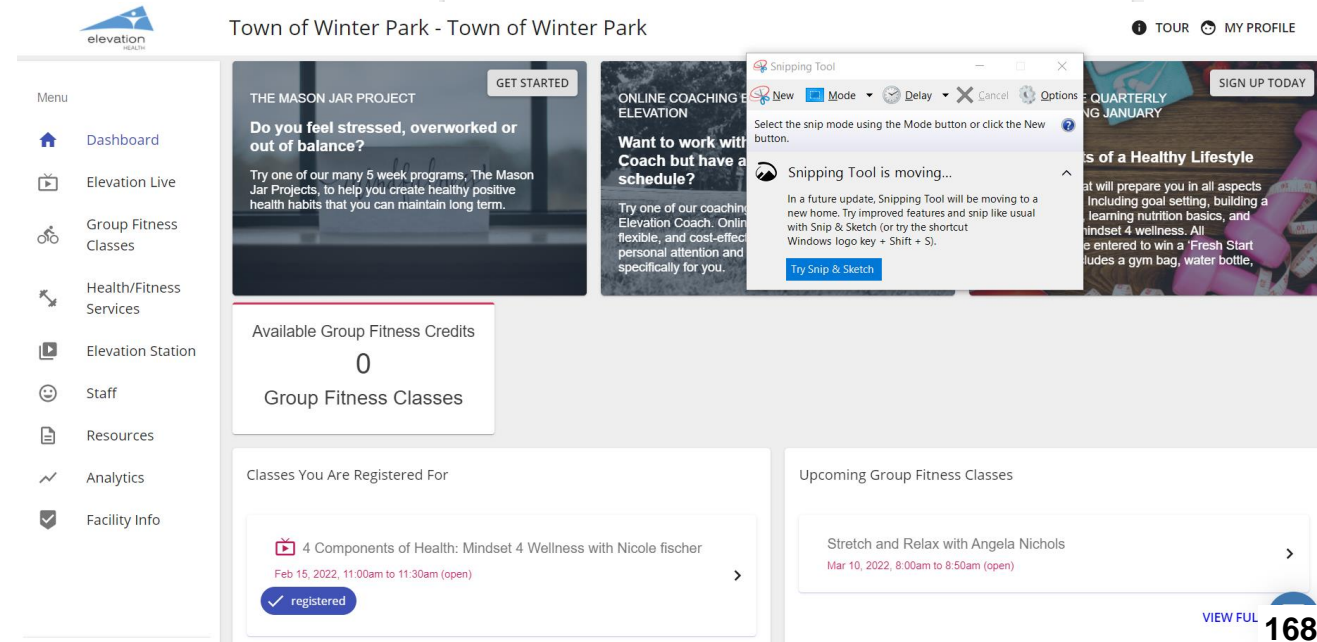 elevation
HEALTH
Town of Winter Park - Town of Winter Park
TOUR
MY PROFILE
Menu
Dashboard
Elevation Live
Group Fitness
Classes
Health/Fitness
Services
Elevation Station
Staff
Resources
Analytics
Facility Info
GET STARTED
THE MASON JAR PROJECT
Do you feel stressed, overworked or
out of balance?
Try one of our many 5 week programs, The Mason
Jar Projects, to help you create healthy positive
health habits that you can maintain long term.
ONLINE COACHING
ELEVATION
Want to work with
Coach but have a
schedule?
Try one of our coaching
Elevation Coach.
flexible, and
personal attention and
specifically for you.
Snipping Tool
New
Mode
Delay
Cancel
Options
Select the snip mode using the Mode button or click the New
button.
Snipping Tool is moving...
In a future update, Snipping Tool will be moving to a
new home. Try improved features and snip like usual
with Snip & Sketch (or try the shortcut
Windows logo key + Shift + S).
Try Snip & Sketch
SIGN UP TODAY
QUARTERLY
JANUARY
of a Healthy Lifestyle
will prepare you in all aspects
Including goal setting, building a
learning nutrition basics, and
4 wellness. All
entered to win a 'Fresh Start
a gym bag, water bottle,
Available Group Fitness Credits
0
Group Fitness Classes
Classes You Are Registered For
4 Components of Health: Mindset 4 Wellness with Nicole fischer
Feb 15, 2022, 11:00am to 11:30am (open)
registered
Upcoming Group Fitness Classes
Stretch and Relax with Angela Nichols
Mar 10, 2022, 8:00am to 8:50am (open)
VIEW FUL
168